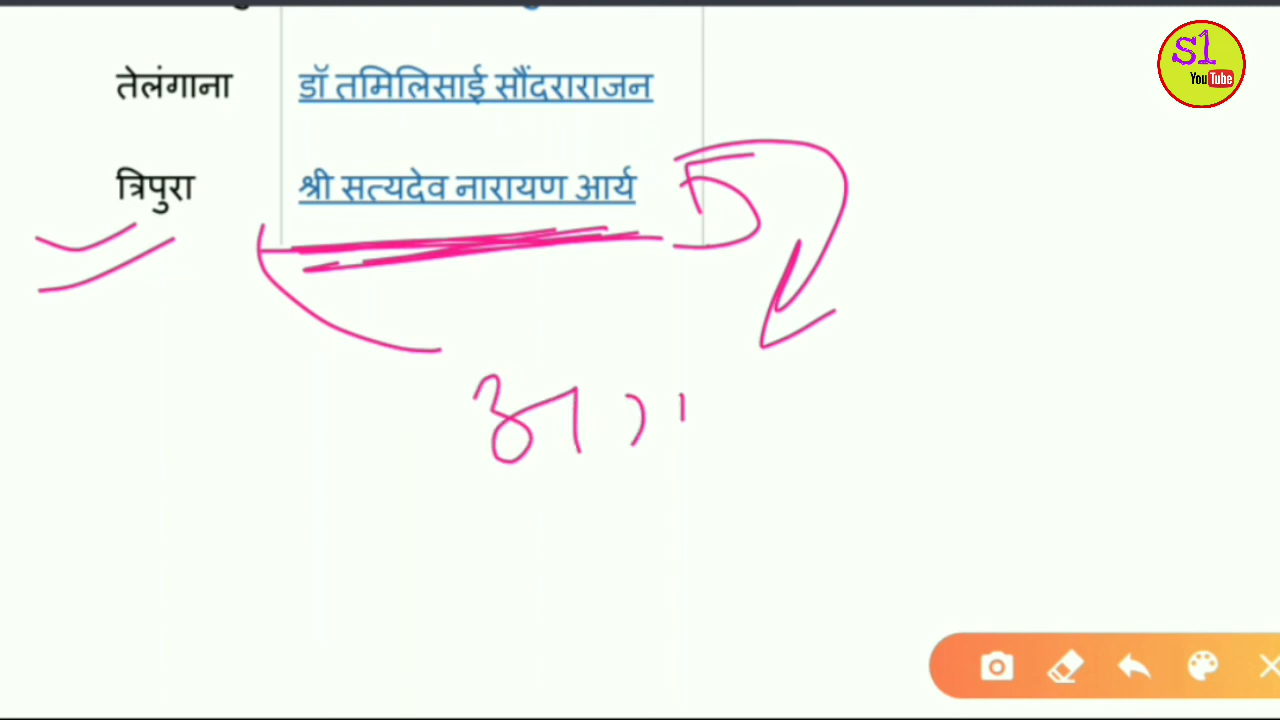 S1
YouTube
तेलंगाना डॉ तमिलिसाई सौंदराराजन
त्रिपुरा श्री सत्यदेव नारायण आर्य